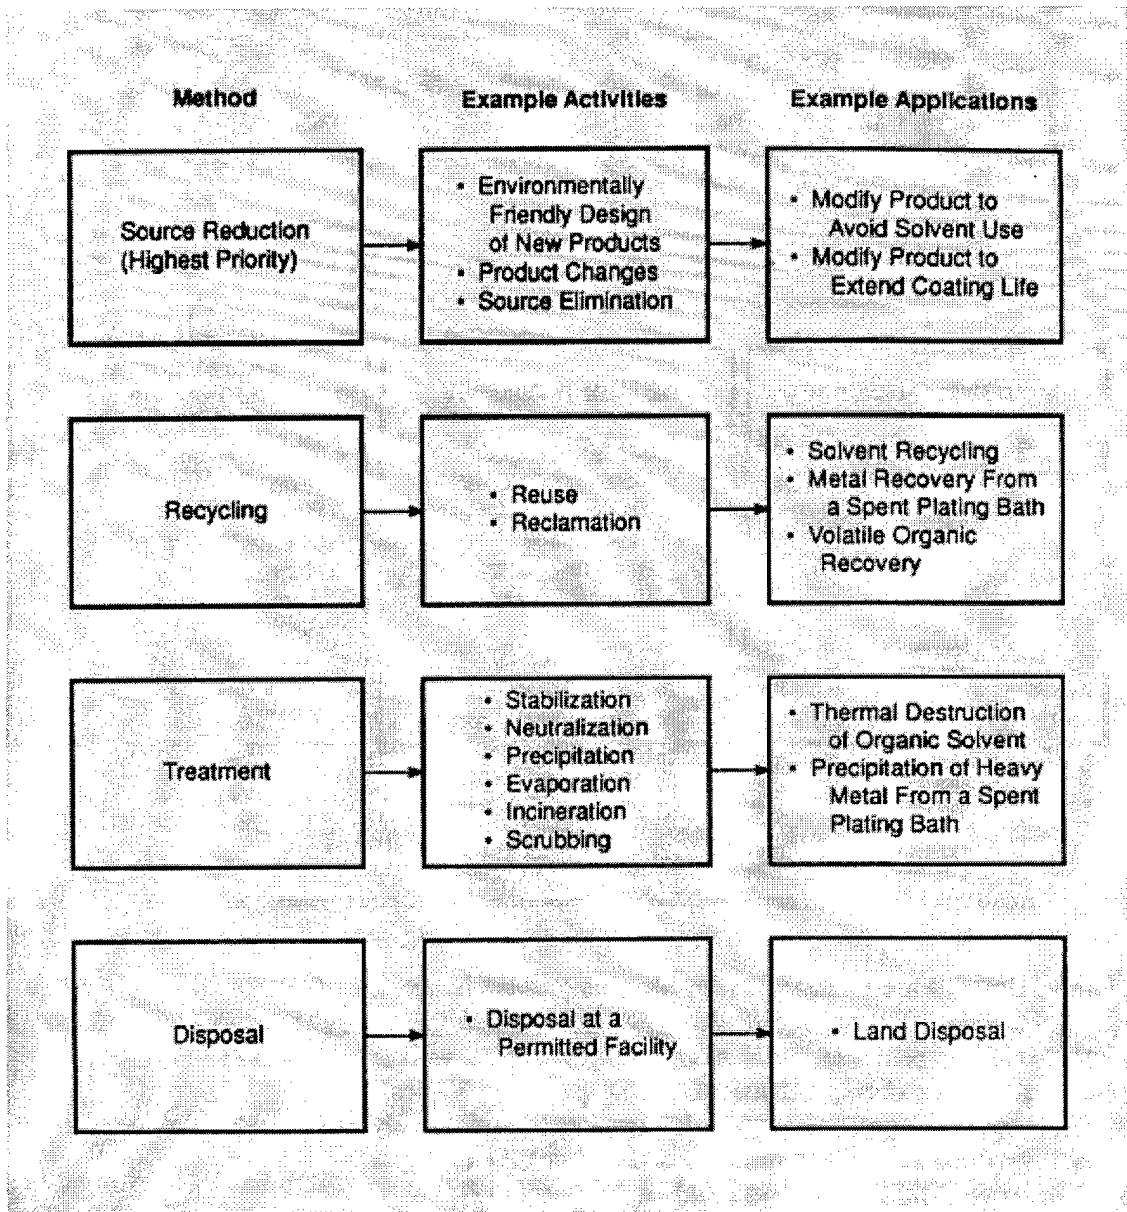 Method
Example Activities
Example Applications
Source Reduction
(Highest Priority)
• Environmentally
Friendly Design
of New Products
• Product Changes
• Source Elimination
• Modify Product to
Avoid Solvent Use
• Modify Product to
Extend Coating Life
Recycling
• Reuse
• Reclamation
• Solvent Recycling
• Metal Recovery From
a Spent Plating Bath
• Volatile Organic
Recovery
Treatment
• Stabilization
• Neutralization
• Precipitation
• Evaporation
• Incineration
• Scrubbing
• Thermal Destruction
of Organic Solvent
• Precipitation of Heavy
Metal From a Spent
Plating Bath
Disposal
• Disposal at a
Permitted Facility
• Land Disposal